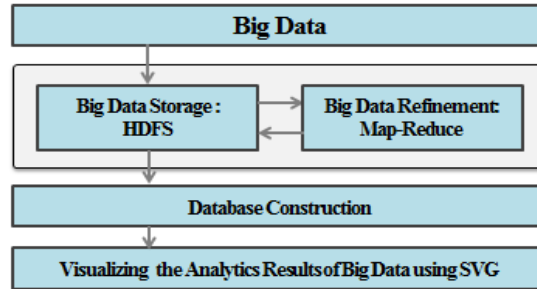 Big Data
Big Data Storage :
HDFS
Big Data Refinement:
Map-Reduce
Database Construction
Visualizing the Analytics Results of Big Data using SVG